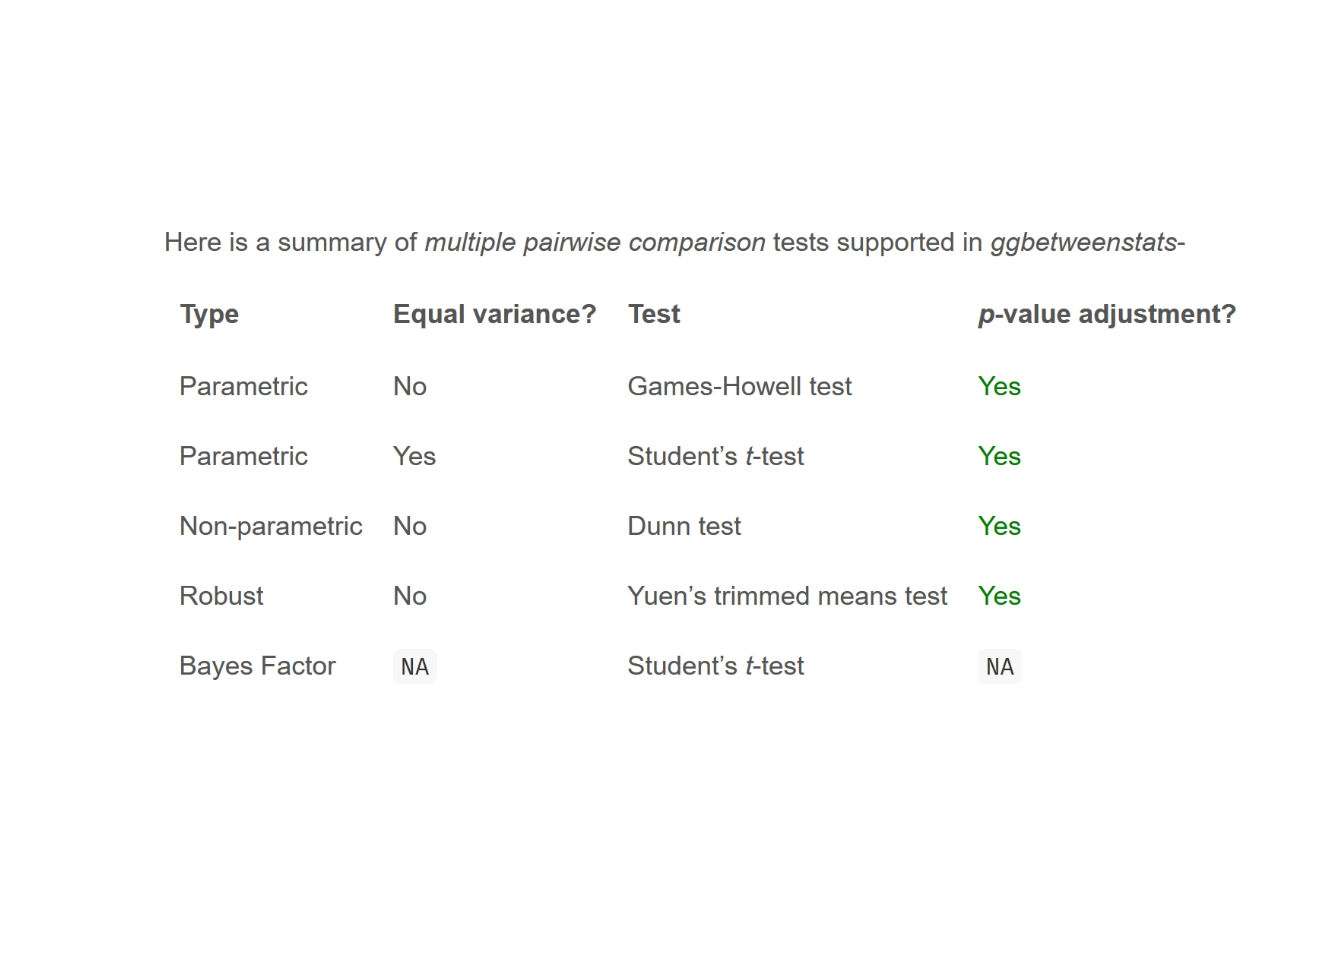 Here is a summary of multiple pairwise comparison tests supported in ggbetweenstats-
Type Equal variance? Test p-value adjustment?
Parametric No Games-Howell test Yes
Parametric Yes Student’s t-test Yes
Non-parametric No Dunn test Yes
Robust No Yuen’s trimmed means test Yes
Bayes Factor NA Student’s t-test NA